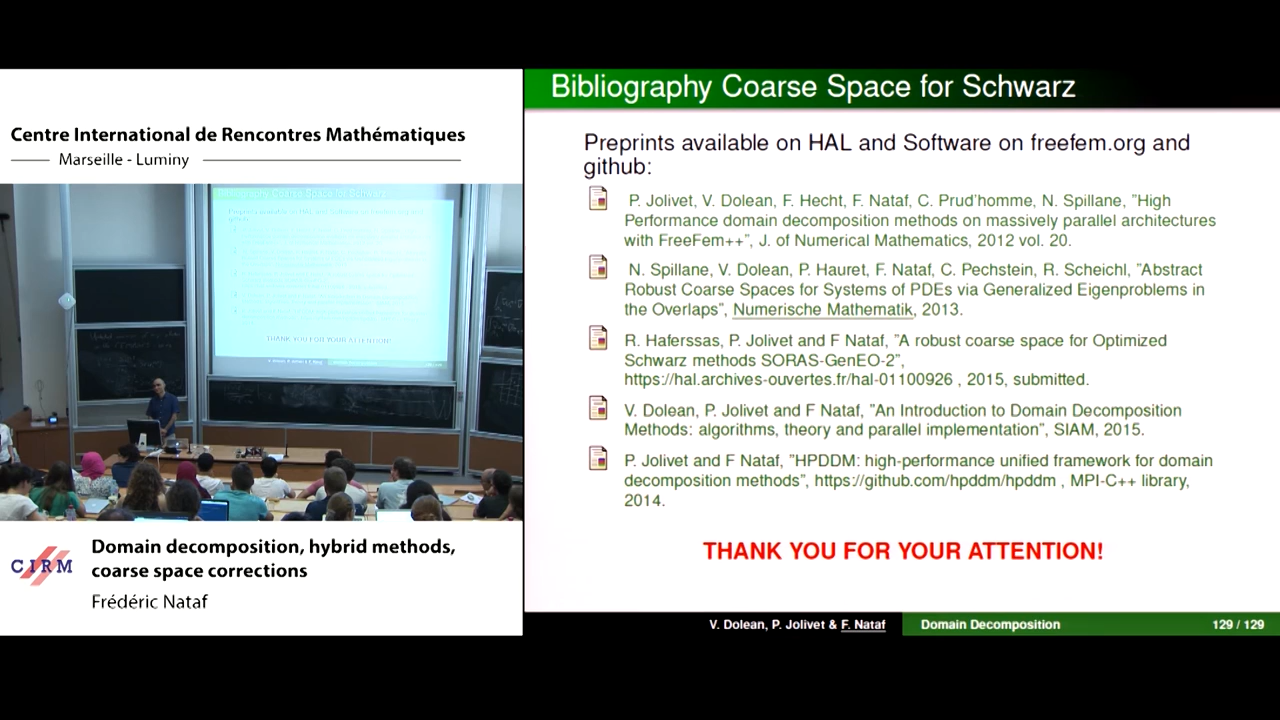 Centre International de Rencontres Mathématiques
Marseille - Luminy
THANK YOU FOR YOUR ATTENTION!
CIRM
Domain decomposition, hybrid methods,
coarse space corrections
Frédéric Nataf
Bibliography Coarse Space for Schwarz
Preprints available on HAL and Software on freefem.org and
github:
P. Jolivet, V. Dolean, F. Hecht, F. Nataf, C. Prud'homme, N. Spillane, "High
Performance domain decomposition methods on massively parallel architectures
with FreeFem++", J. of Numerical Mathematics, 2012 vol. 20.
N. Spillane, V. Dolean, P. Hauret, F. Nataf, C. Pechstein, R. Scheichl, "Abstract
Robust Coarse Spaces for Systems of PDEs via Generalized Eigenproblems in
the Overlaps", Numerische Mathematik, 2013.
R. Haferssas, P. Jolivet and F Nataf, "A robust coarse space for Optimized
Schwarz methods SORAS-GenEO-2",
https://hal.archives-ouvertes.fr/hal-01100926 , 2015, submitted.
V. Dolean, P. Jolivet and F Nataf, "An Introduction to Domain Decomposition
Methods: algorithms, theory and parallel implementation", SIAM, 2015.
P. Jolivet and F Nataf, "HPDDM: high-performance unified framework for domain
decomposition methods", https://github.com/hpddm/hpddm , MPI-C++ library,
2014.
THANK YOU FOR YOUR ATTENTION!
V. Dolean, P. Jolivet & F. Nataf
Domain Decomposition
129 / 129